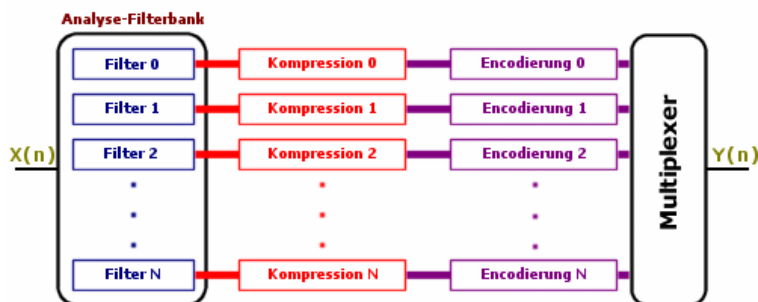 Analyse-Filterbank
Filter 0 Kompression 0 Encodierung 0
Filter 1 Kompression 1 Encodierung 1
X(n) Filter 2 Kompression 2 Encodierung 2 Y(n)
Multiplexer
Filter N Kompression N Encodierung N